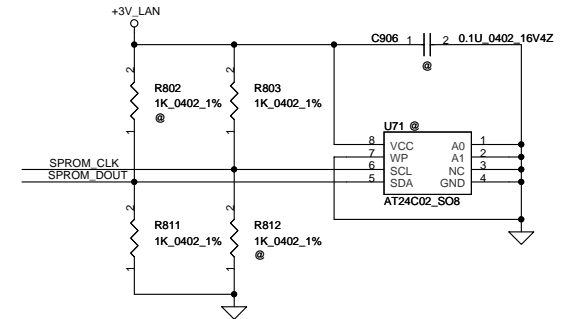 +3V_LAN
C906 1 2 0.1U_0402_16V4Z
@
2 2
R802 R803
1K_0402_1% 1K_0402_1%
@
1 1
U71 @
8 VCC A0 1
7 WP A1 2
6 SCL NC 3
5 SDA GND 4
AT24C02_SO8
SPROM_CLK
SPROM_DOUT
2 2
R811 R812
1K_0402_1% 1K_0402_1%
@
1 1